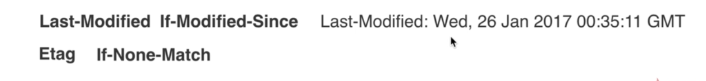 Last-Modified If-Modified-Since Last-Modified: Wed, 26 Jan 2017 00:35:11 GMT
Etag If-None-Match